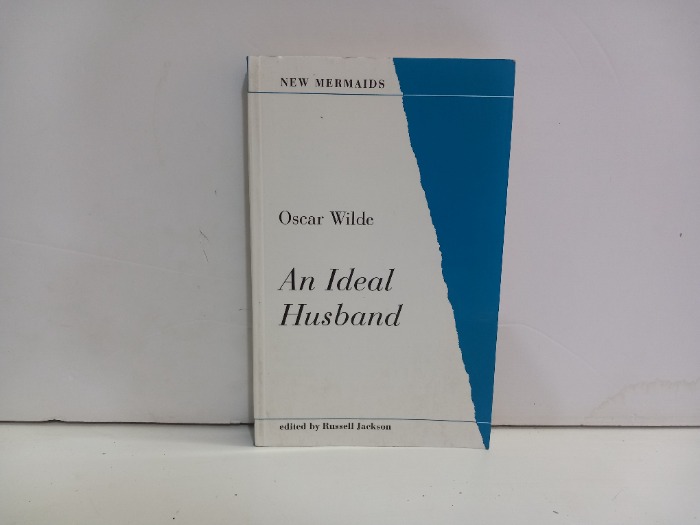 NEW MERMAIDS
Oscar Wilde
An Ideal
Husband
edited by Russell Jackson